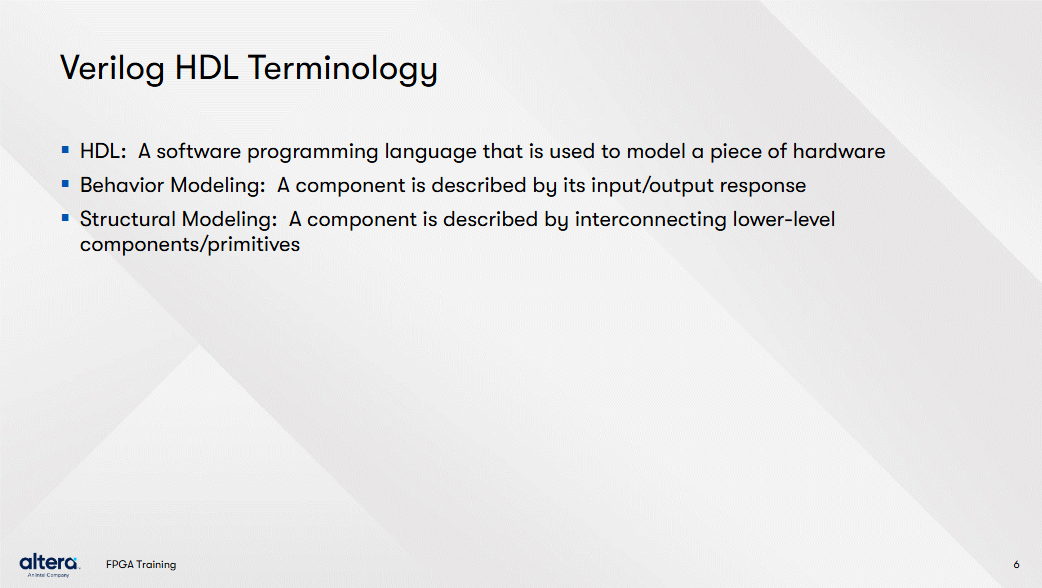 Verilog HDL Terminology
▪ HDL:  A software programming language that is used to model a piece of hardware
▪ Behavior Modeling:  A component is described by its input/output response
▪ Structural Modeling:  A component is described by interconnecting lower-level
components/primitives
altera.
An Intel Company
FPGA Training
6